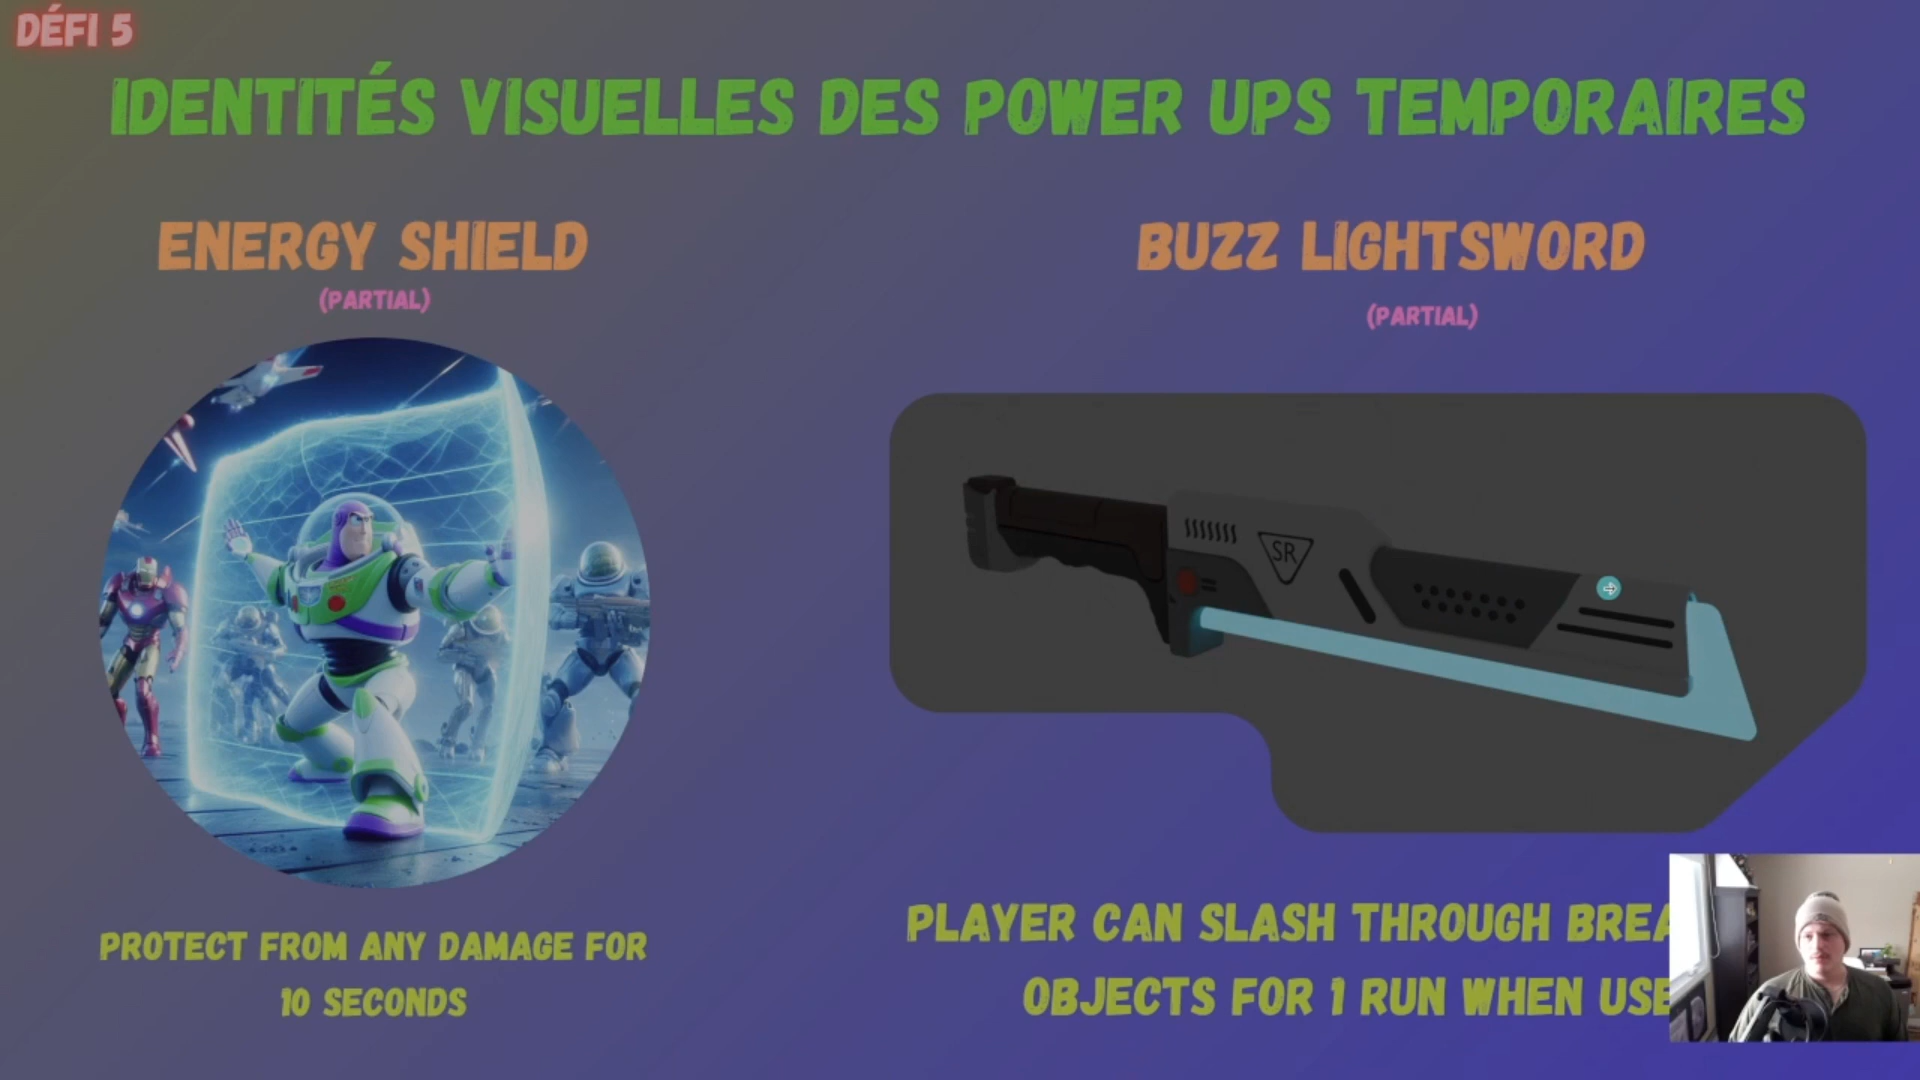 DÉFI 5
IDENTITÉS VISUELLES DES POWER UPS TEMPORAIRES
ENERGY SHIELD
(PARTIAL)
BUZZ LIGHTSWORD
(PARTIAL)
SR
PROTECT FROM ANY DAMAGE FOR
10 SECONDS
PLAYER CAN SLASH THROUGH
OBJECTS FOR 1 RUN WHEN